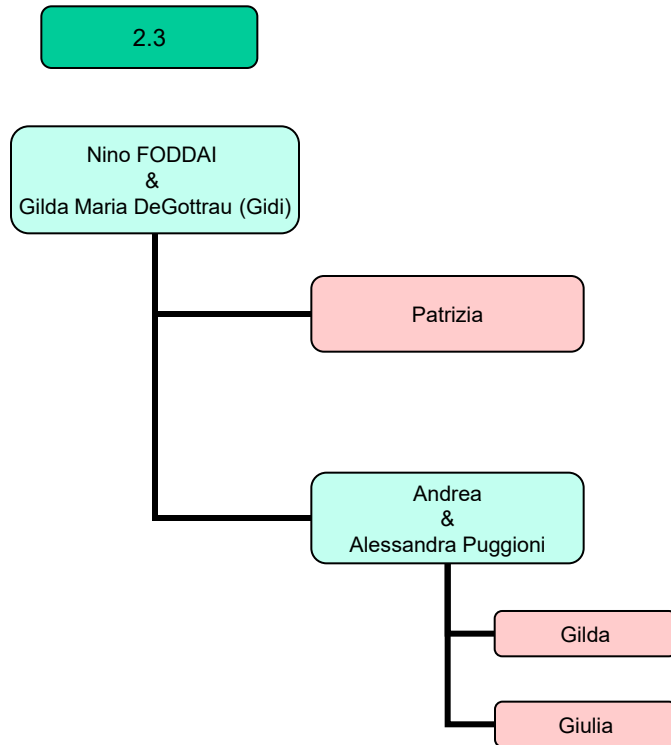 2.3
Nino FODDAI
&
Gilda Maria DeGottrau (Gidi)
Patrizia
Andrea
&
Alessandra Puggioni
Gilda
Giulia